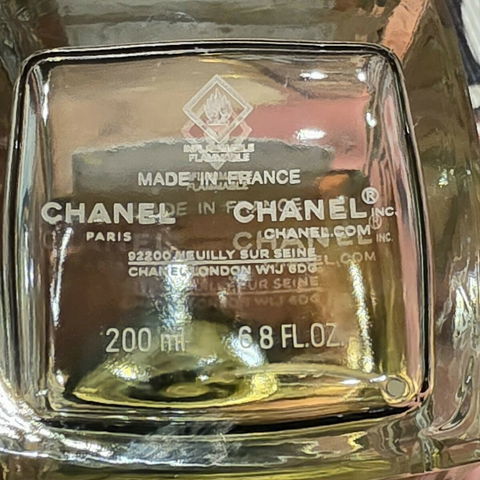 INFLAMMABLE
FLAMMABLE
MADE IN FRANCE
CHANEL CHANEL® INC.
PARIS CHANEL.COM
92200 NEUILLY SUR SEINE
CHANEL LONDON W1J 6DG
200 ml 6.8 FL.OZ.